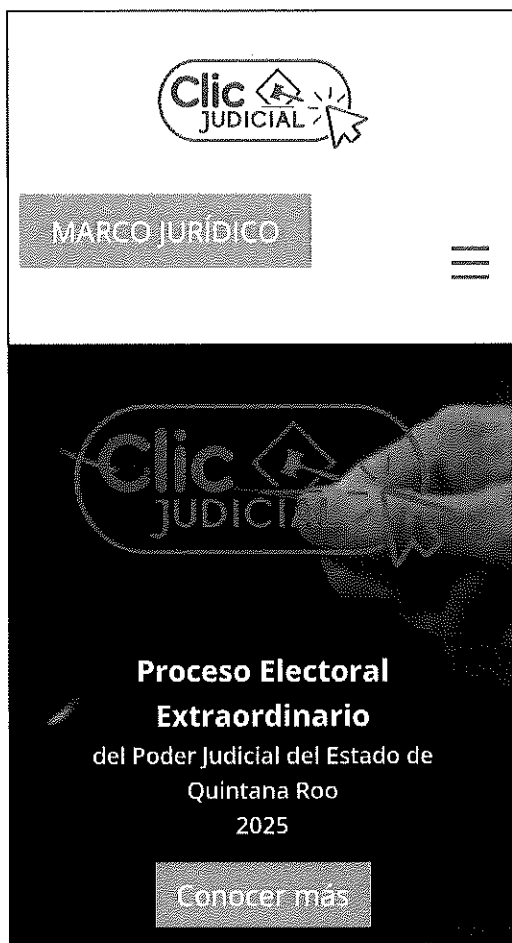 Clic
JUDICIAL
MARCO JURÍDICO
Clic
JUDICIAL
Proceso Electoral
Extraordinario
del Poder Judicial del Estado de
Quintana Roo
2025
Conocer más